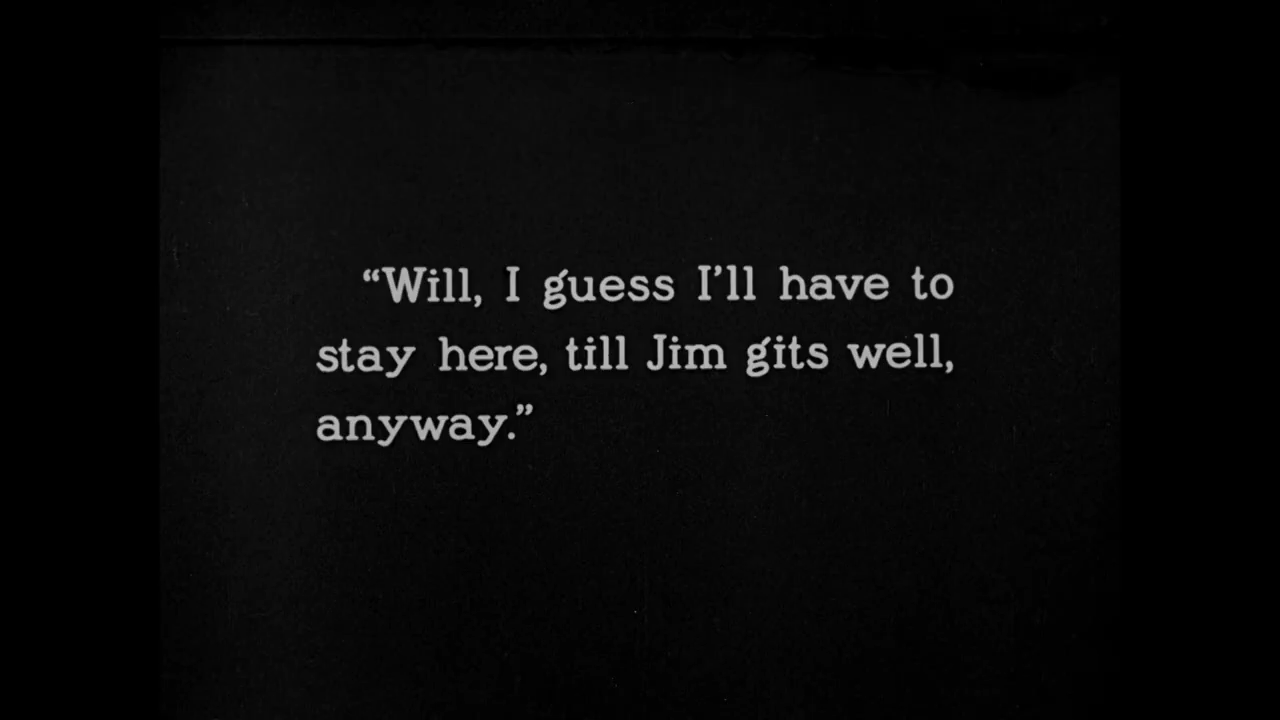 “Will, I guess I’ll have to
stay here, till Jim gits well,
anyway.”